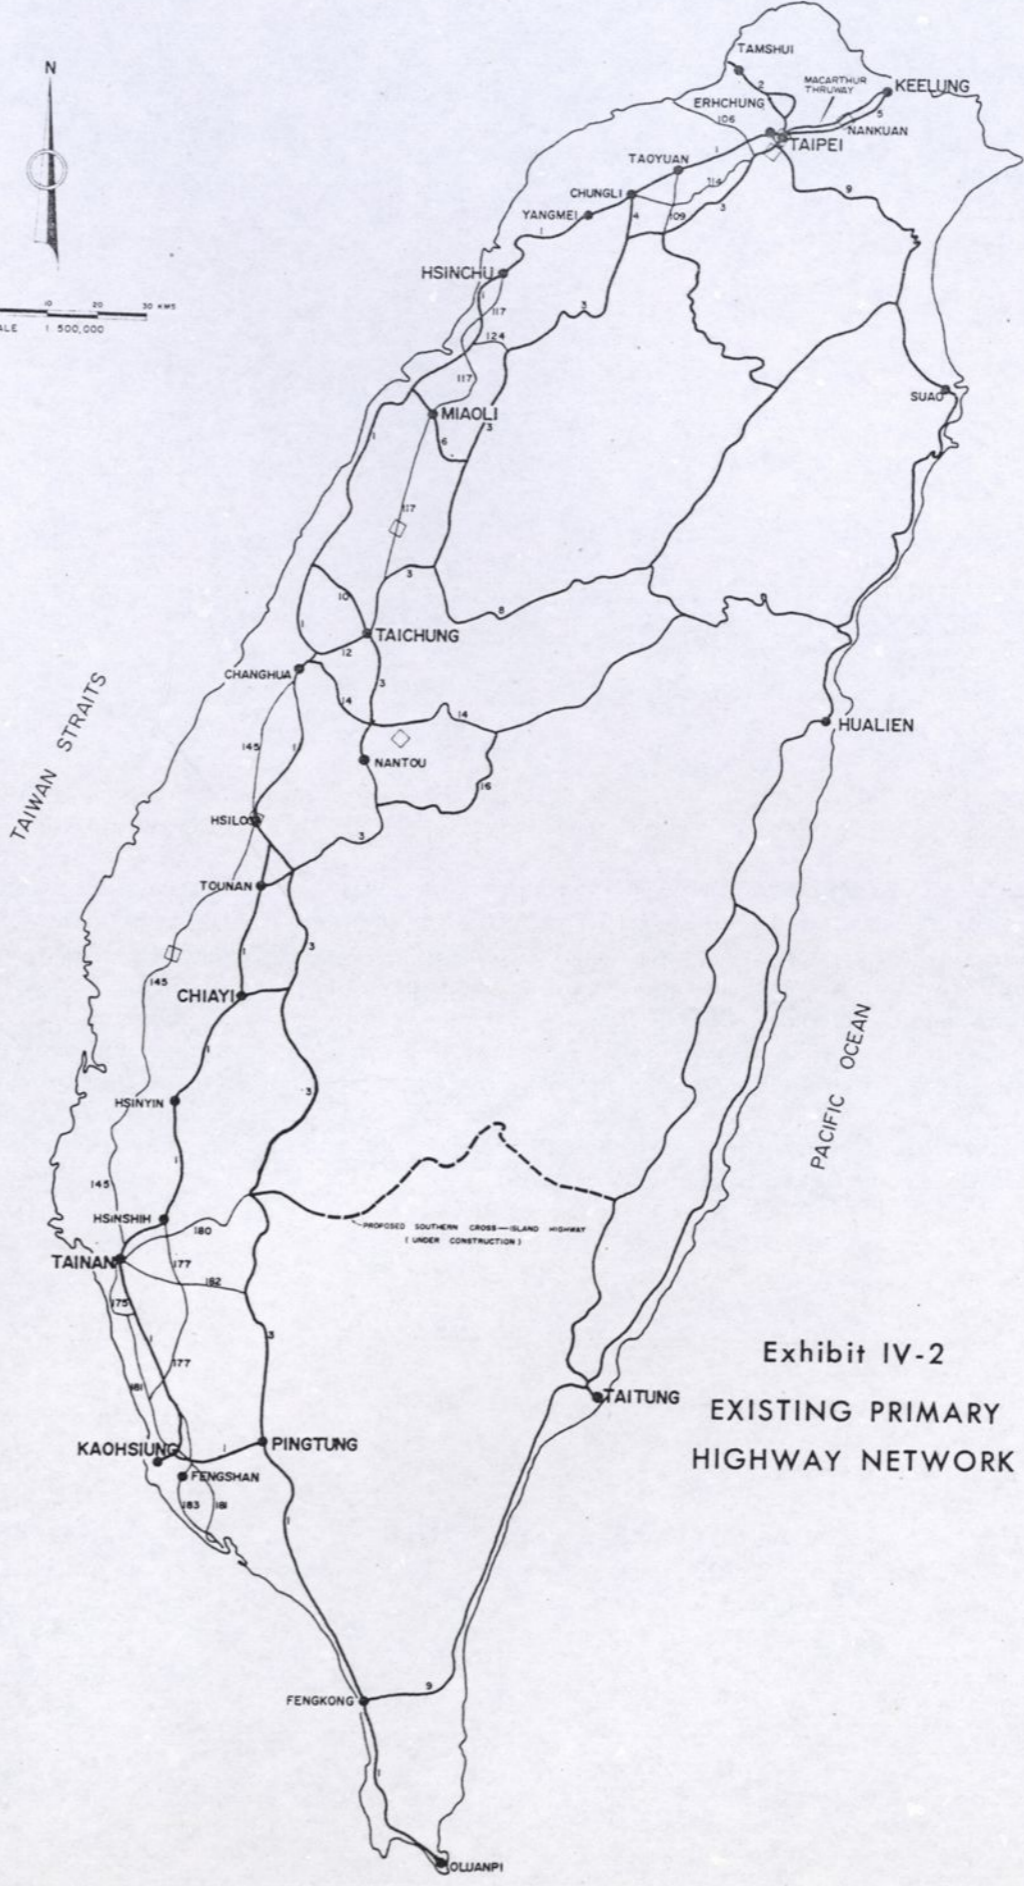 TAMSHUI
N
2
MACARTHUR
THRUWAY
KEELUNG
ERHCHUNG
5
106
NANKUAN
TAIPEI
1
TAOYUAN
114
9
CHUNGLI
3
YANGMEI
4
109
1
HSINCHU
1
10 20 30 KMS
3
117
ALE 1 500,000
124
117
SUAO
MIAOLI
1
3
6
117
3
10
8
1
TAICHUNG
12
CHANGHUA
3
14
14
TAIWAN STRAITS
HUALIEN
145
1
NANTOU
16
HSILO
3
TOUNAN
1
3
145
CHIAYI
PACIFIC OCEAN
1
3
HSINYIN
1
145
HSINSHIH
180
PROPOSED SOUTHERN CROSS-ISLAND HIGHWAY
(UNDER CONSTRUCTION)
TAINAN
177
182
175
1
3
Exhibit IV-2
177
181
TAITUNG
EXISTING PRIMARY
KAOHSIUNG
1
PINGTUNG
HIGHWAY NETWORK
FENGSHAN
183
181
1
9
FENGKONG
1
OLUANPI